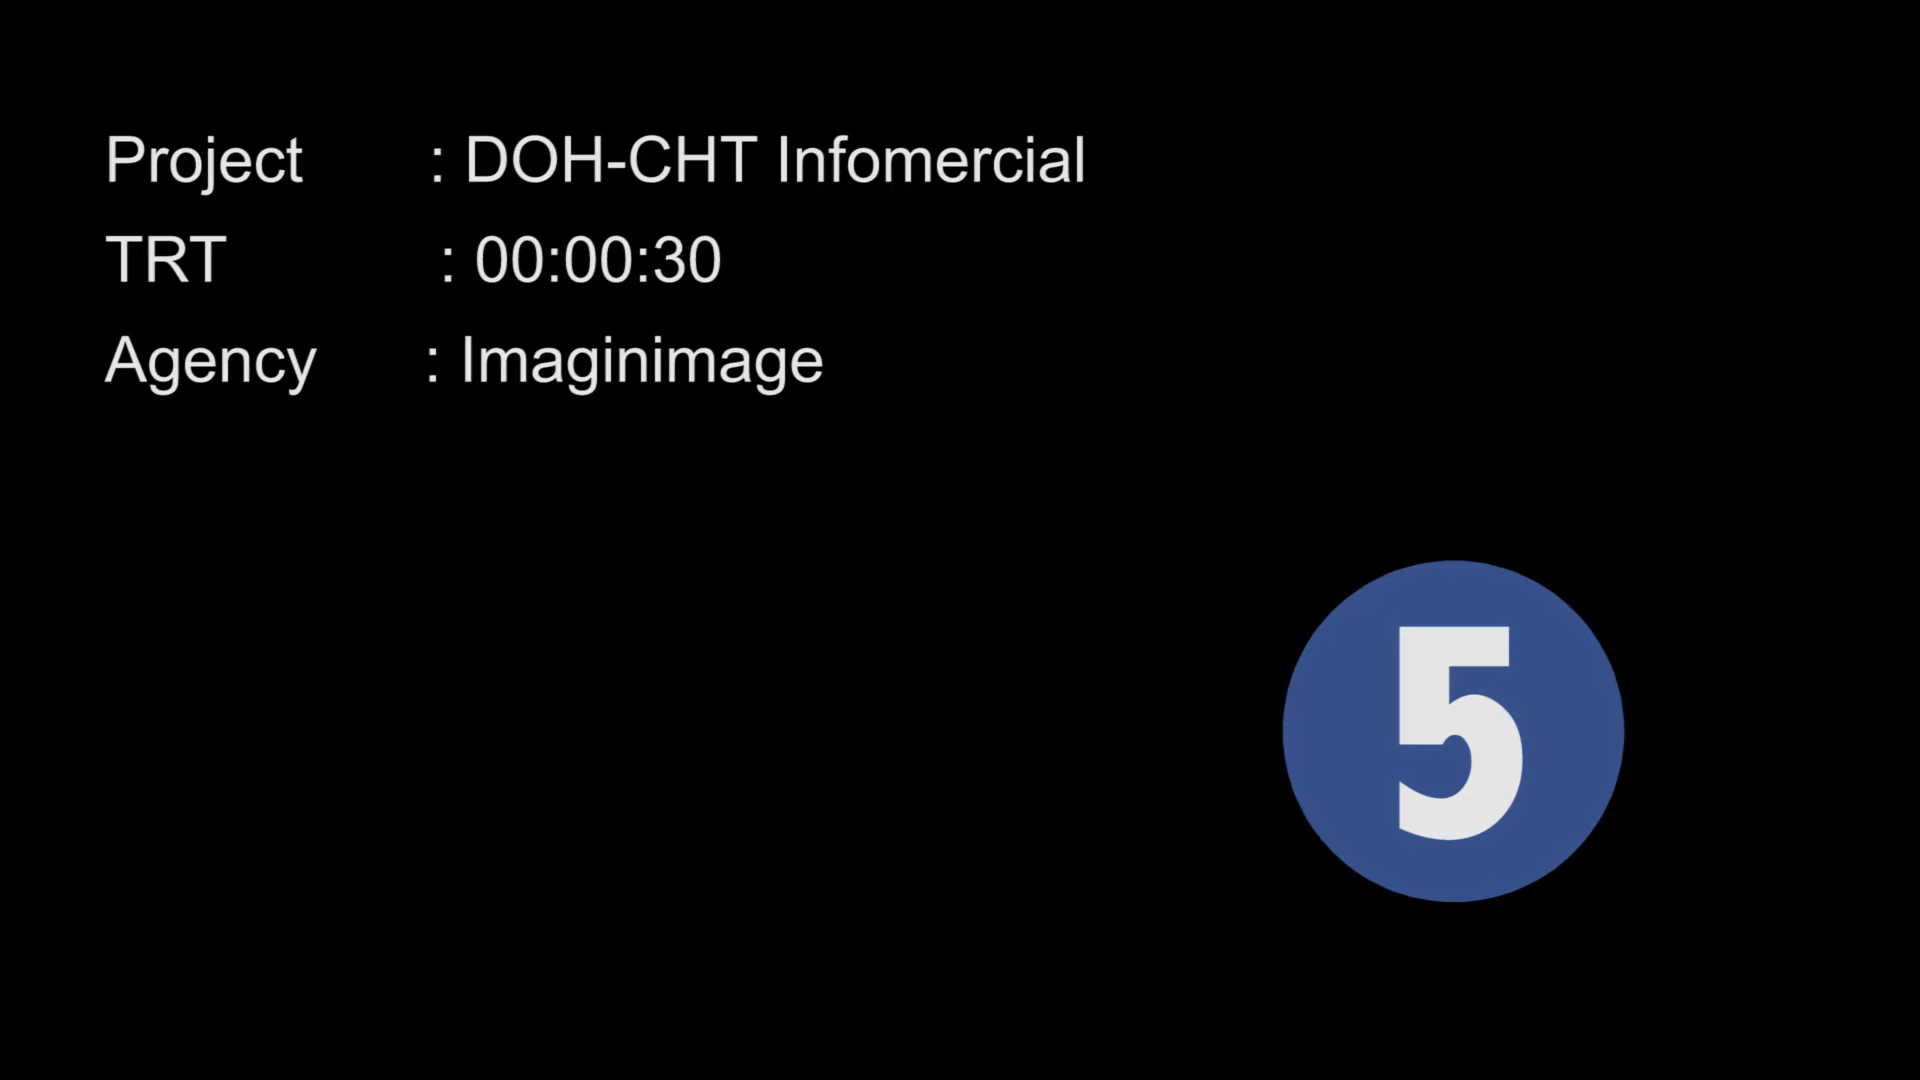 Project : DOH-CHT Infomercial
TRT : 00:00:30
Agency : Imaginimage
5